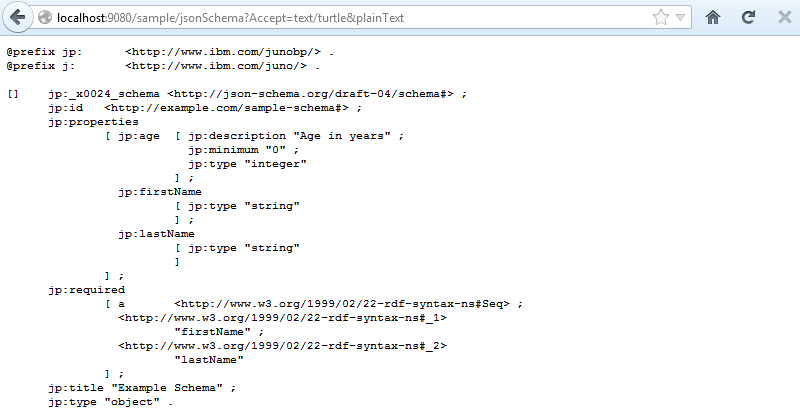 localhost:9080/sample/jsonSchema?Accept=text/turtle&plainText
@prefix jp:      <http://www.ibm.com/junobp/> .
@prefix j:       <http://www.ibm.com/juno/> .
[]    jp:_x0024_schema <http://json-schema.org/draft-04/schema#> ;
      jp:id   <http://example.com/sample-schema#> ;
      jp:properties
              [ jp:age  [ jp:description "Age in years" ;
                          jp:minimum "0" ;
                          jp:type "integer"
                        ] ;
                jp:firstName
                        [ jp:type "string"
                        ] ;
                jp:lastName
                        [ jp:type "string"
                        ]
              ] ;
      jp:required
              [ a       <http://www.w3.org/1999/02/22-rdf-syntax-ns#Seq> ;
                <http://www.w3.org/1999/02/22-rdf-syntax-ns#_1>
                        "firstName" ;
                <http://www.w3.org/1999/02/22-rdf-syntax-ns#_2>
                        "lastName"
              ] ;
      jp:title "Example Schema" ;
      jp:type "object" .